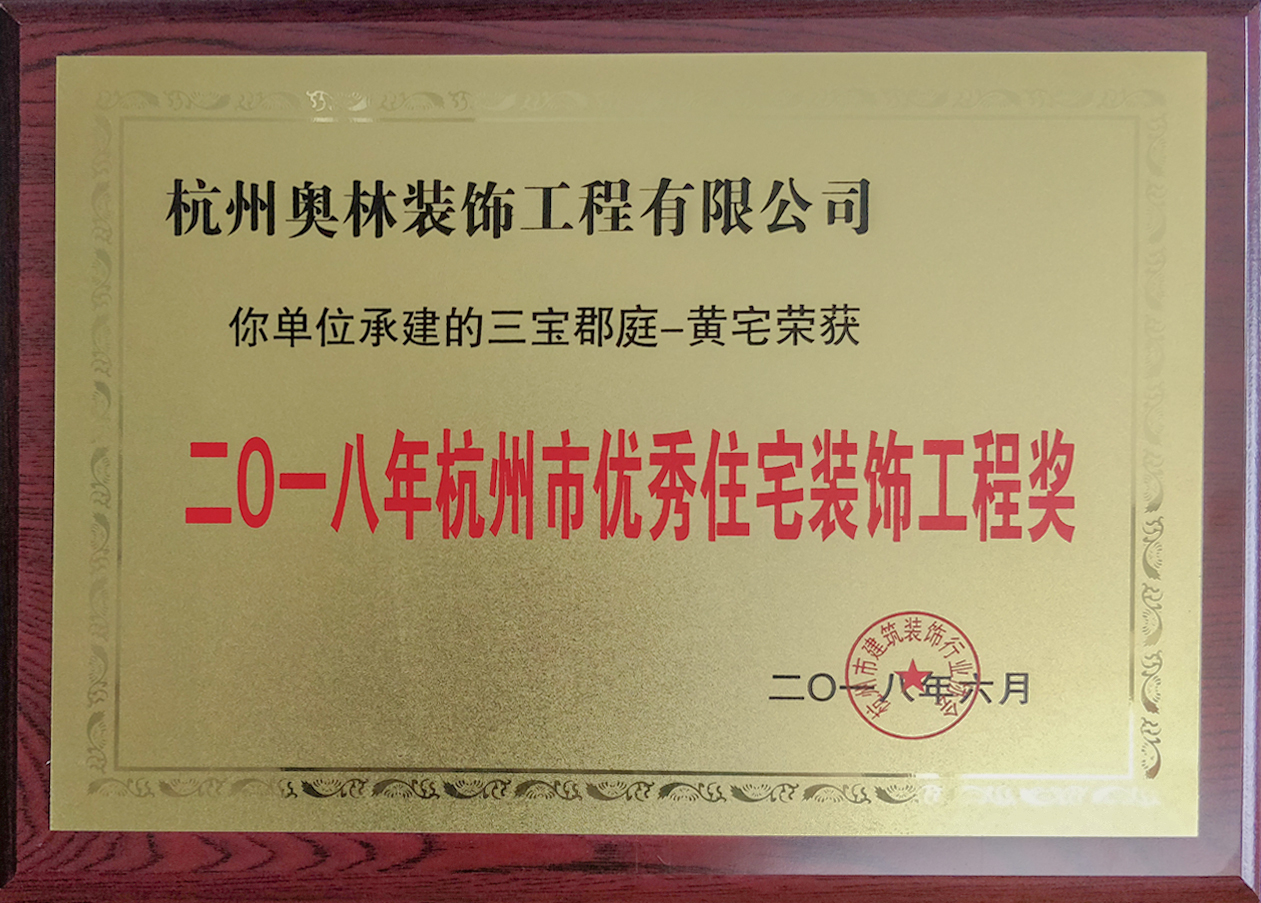 杭州奥林装饰工程有限公司
你单位承建的三宝郡庭-黄宅荣获
二〇一八年杭州市优秀住宅装饰工程奖
杭州市建筑装饰行业协会
二〇一八年六月